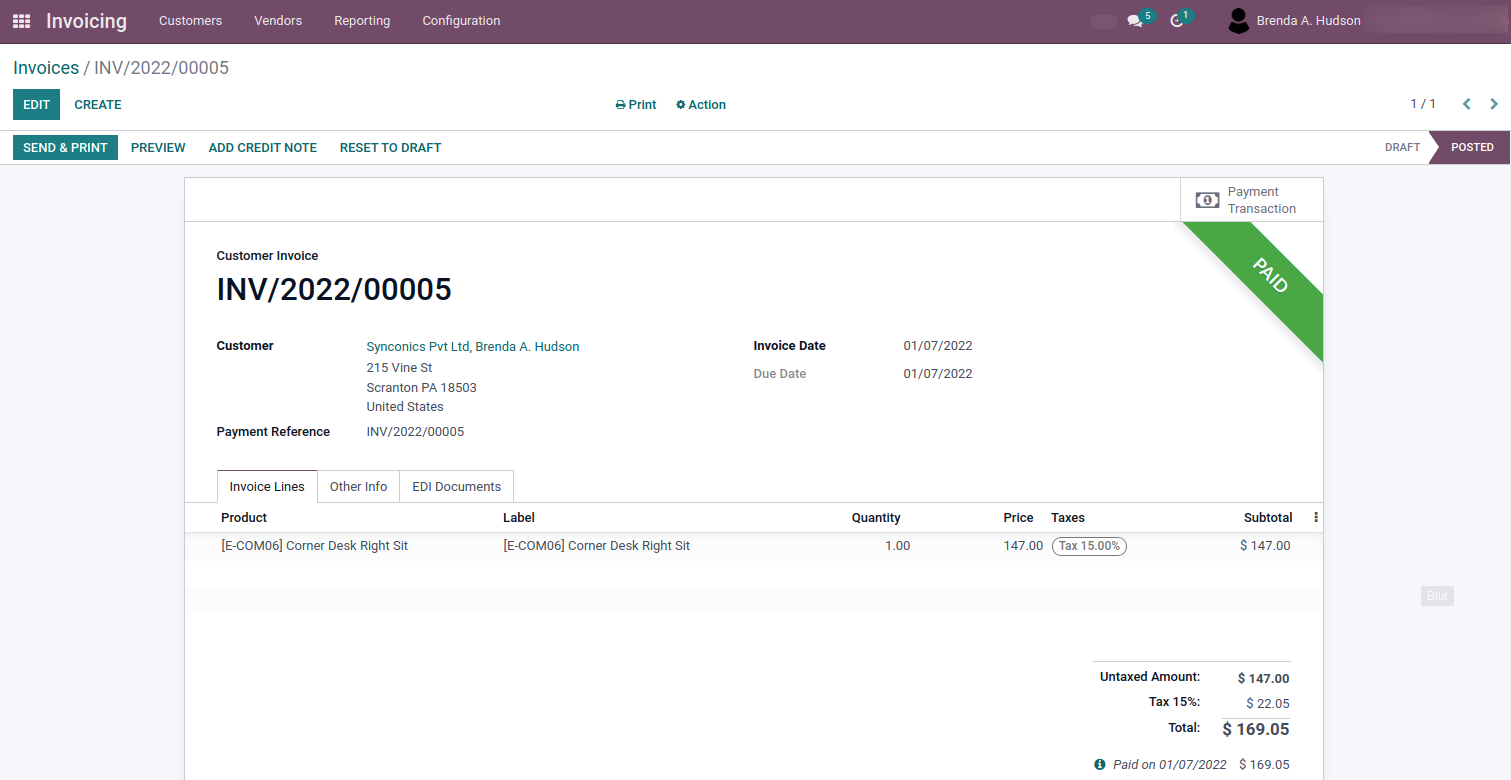 Invoicing Customers Vendors Reporting Configuration 5 1 Brenda A. Hudson
Invoices / INV/2022/00005
EDIT CREATE Print Action 1 / 1
SEND & PRINT PREVIEW ADD CREDIT NOTE RESET TO DRAFT DRAFT POSTED
Payment
Transaction
PAID
Customer Invoice
INV/2022/00005
Customer Synconics Pvt Ltd, Brenda A. Hudson Invoice Date 01/07/2022
215 Vine St Due Date 01/07/2022
Scranton PA 18503
United States
Payment Reference INV/2022/00005
Invoice Lines Other Info EDI Documents
Product Label Quantity Price Taxes Subtotal
[E-COM06] Corner Desk Right Sit [E-COM06] Corner Desk Right Sit 1.00 147.00 Tax 15.00% $ 147.00
Blur
Untaxed Amount: $ 147.00
Tax 15%: $ 22.05
Total: $ 169.05
Paid on 01/07/2022 $ 169.05